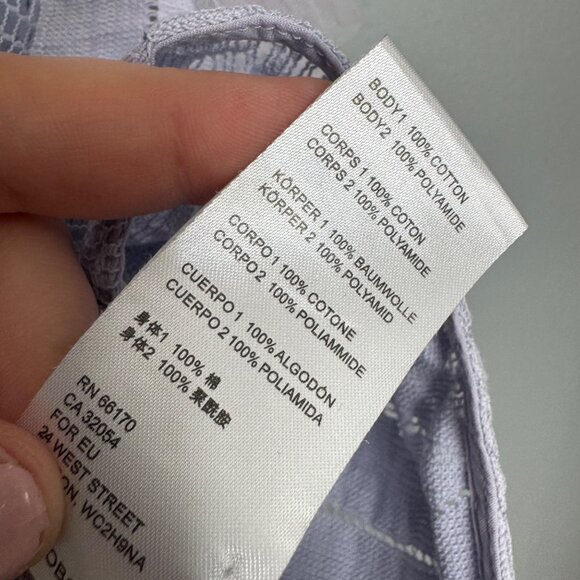 BODY1 100% COTTON
BODY2 100% POLYAMIDE
CORPS 1 100% COTON
CORPS 2 100% POLYAMIDE
KÖRPER 1 100% BAUMWOLLE
KÖRPER 2 100% POLYAMID
CORPO 1 100% COTONE
CORPO2 100% POLIAMMIDE
CUERPO 1 100% ALGODÓN
CUERPO 2 100% POLIAMIDA
身体1 100% 棉
身体2 100% 聚酰胺
RN 66170
CA 32054
FOR EU
24 WEST STREET
WC2H9NA